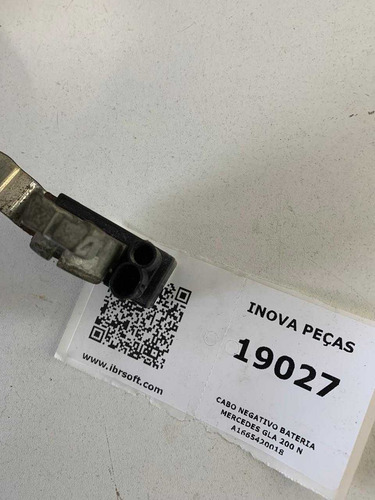 INOVA PEÇAS
19027
CABO NEGATIVO BATERIA
MERCEDES GLA 200 N
A1665420018
www.ibrsoft.com